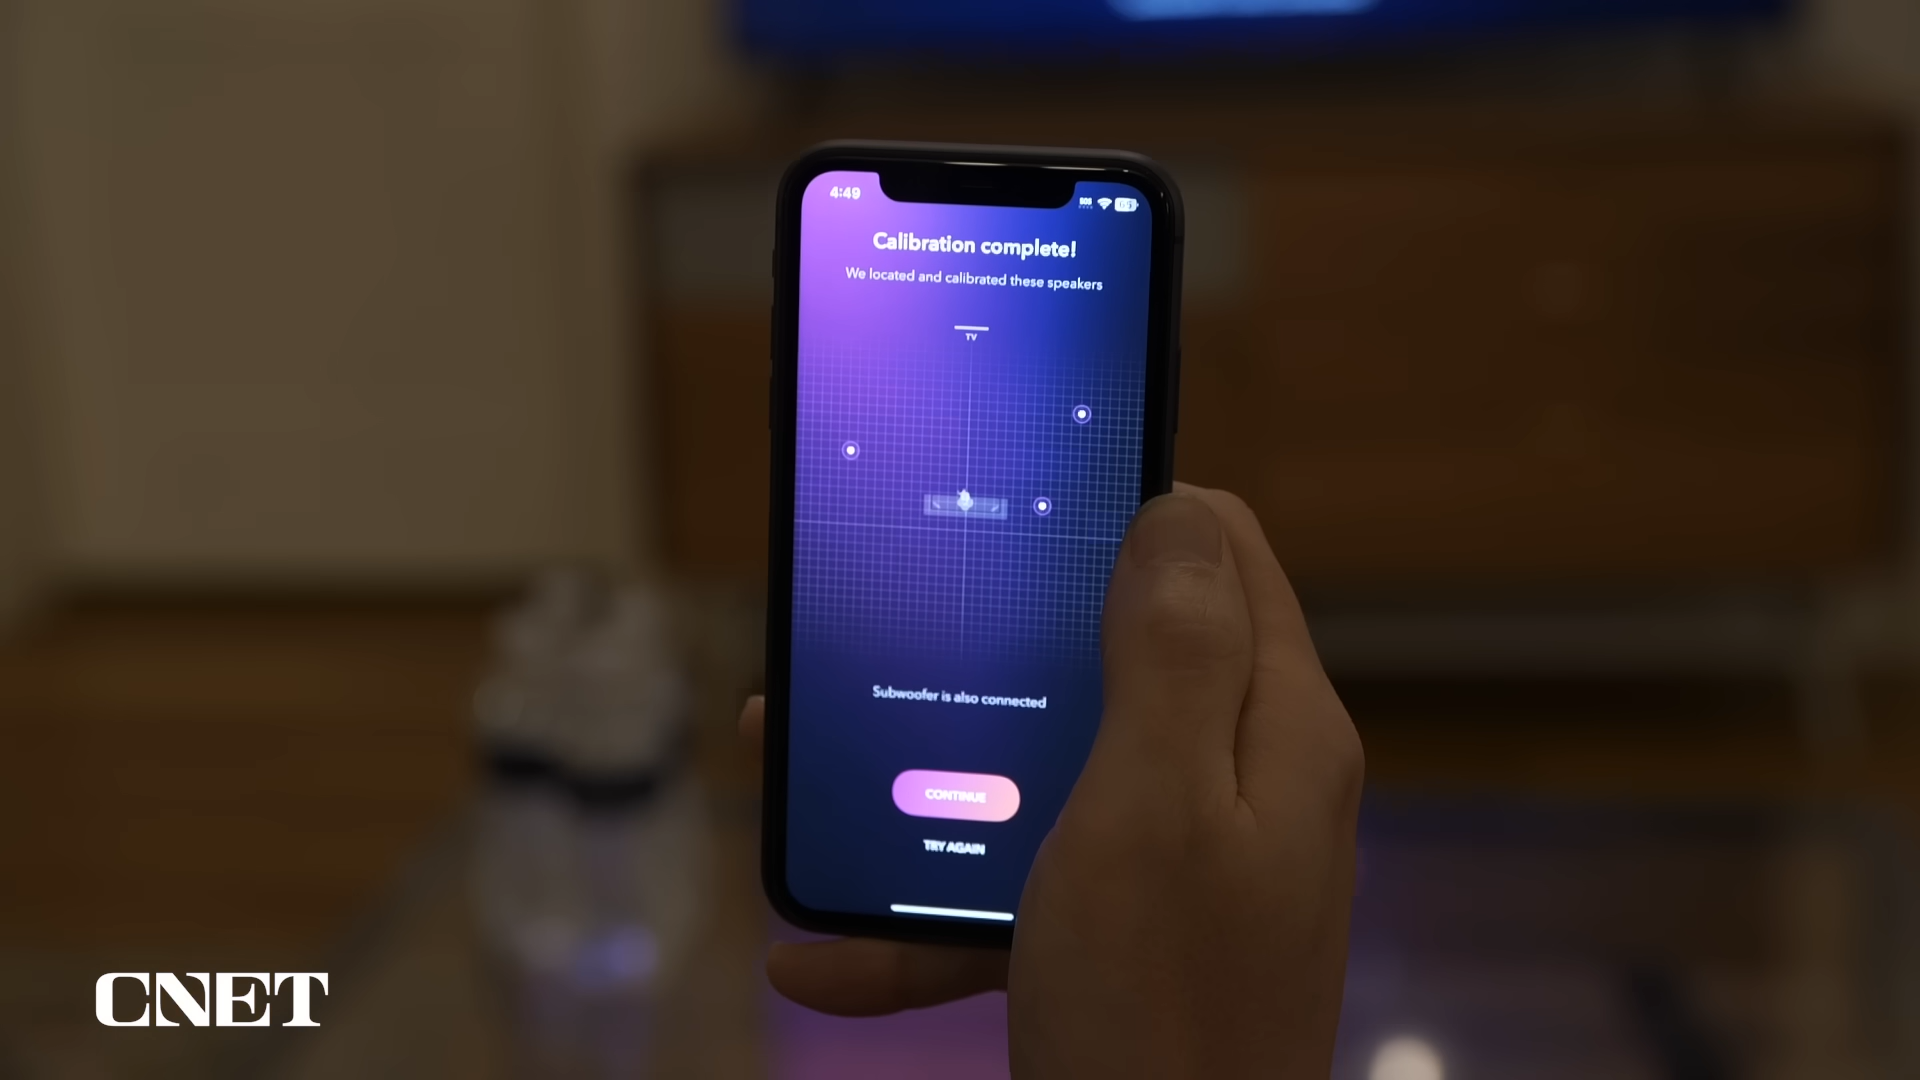 4:49
SOS
Calibration complete!
We located and calibrated these speakers
TV
Subwoofer is also connected
CONTINUE
TRY AGAIN
CNET